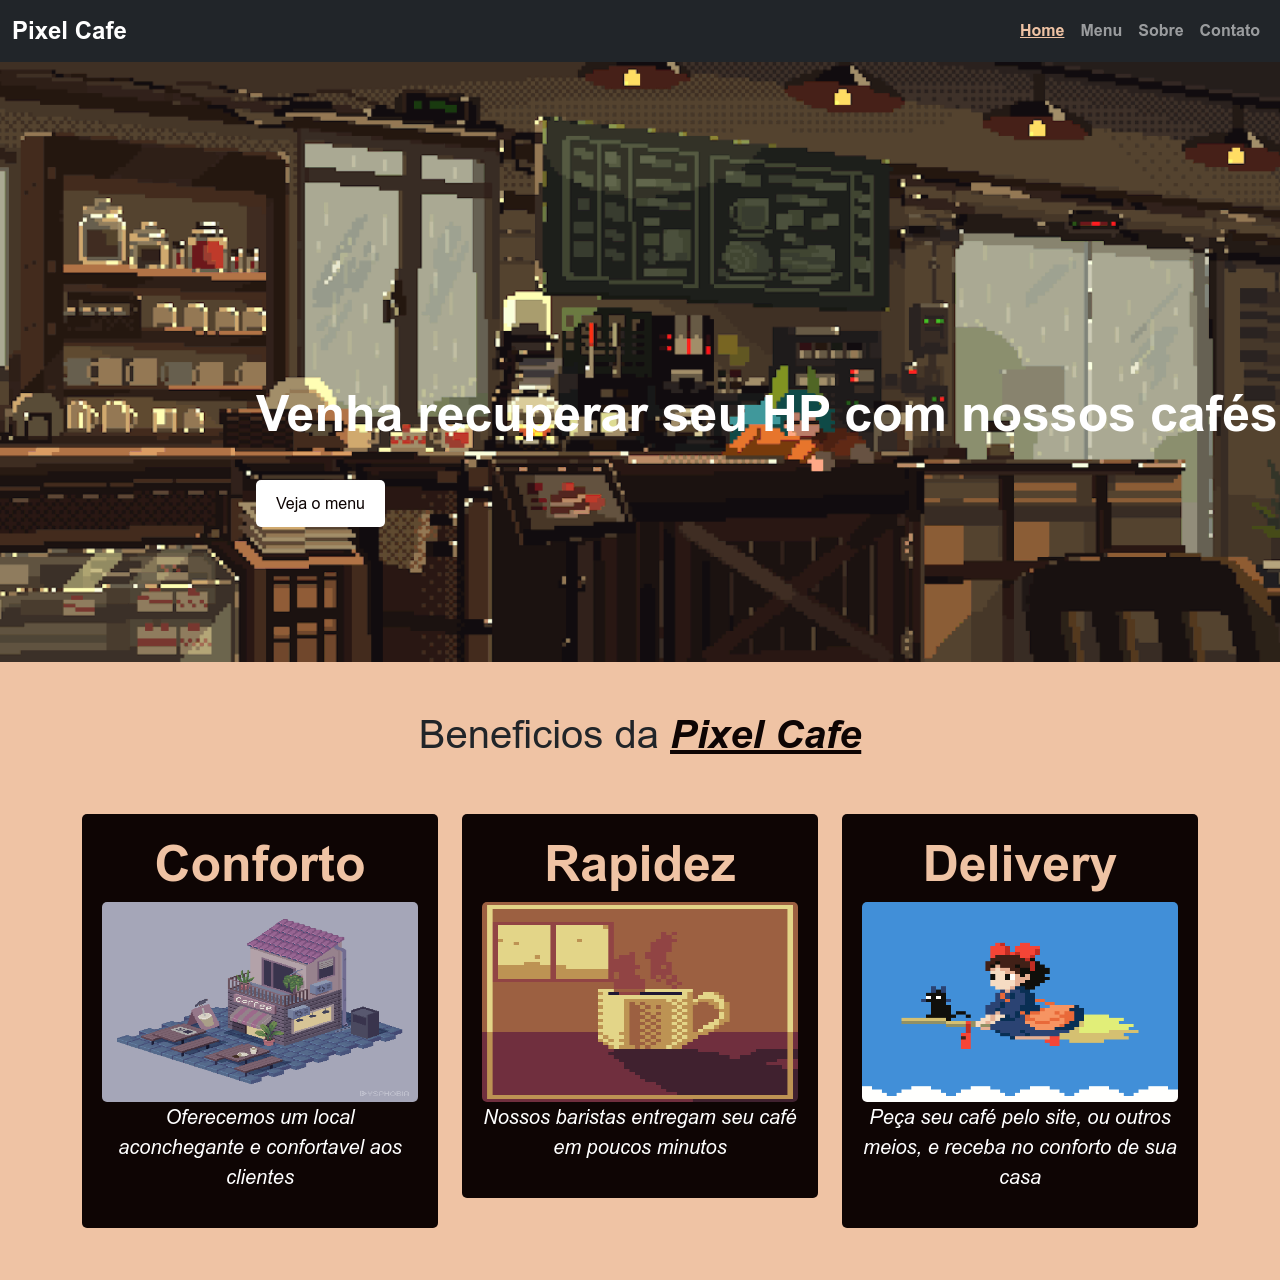 Pixel Cafe
Home Menu Sobre Contato
Venha recuperar seu HP com nossos cafés
Veja o menu
Beneficios da Pixel Cafe
Conforto
coffee
Oferecemos um local
aconchegante e confortavel aos
clientes
Rapidez
Nossos baristas entregam seu café
em poucos minutos
Delivery
Peça seu café pelo site, ou outros
meios, e receba no conforto de sua
casa